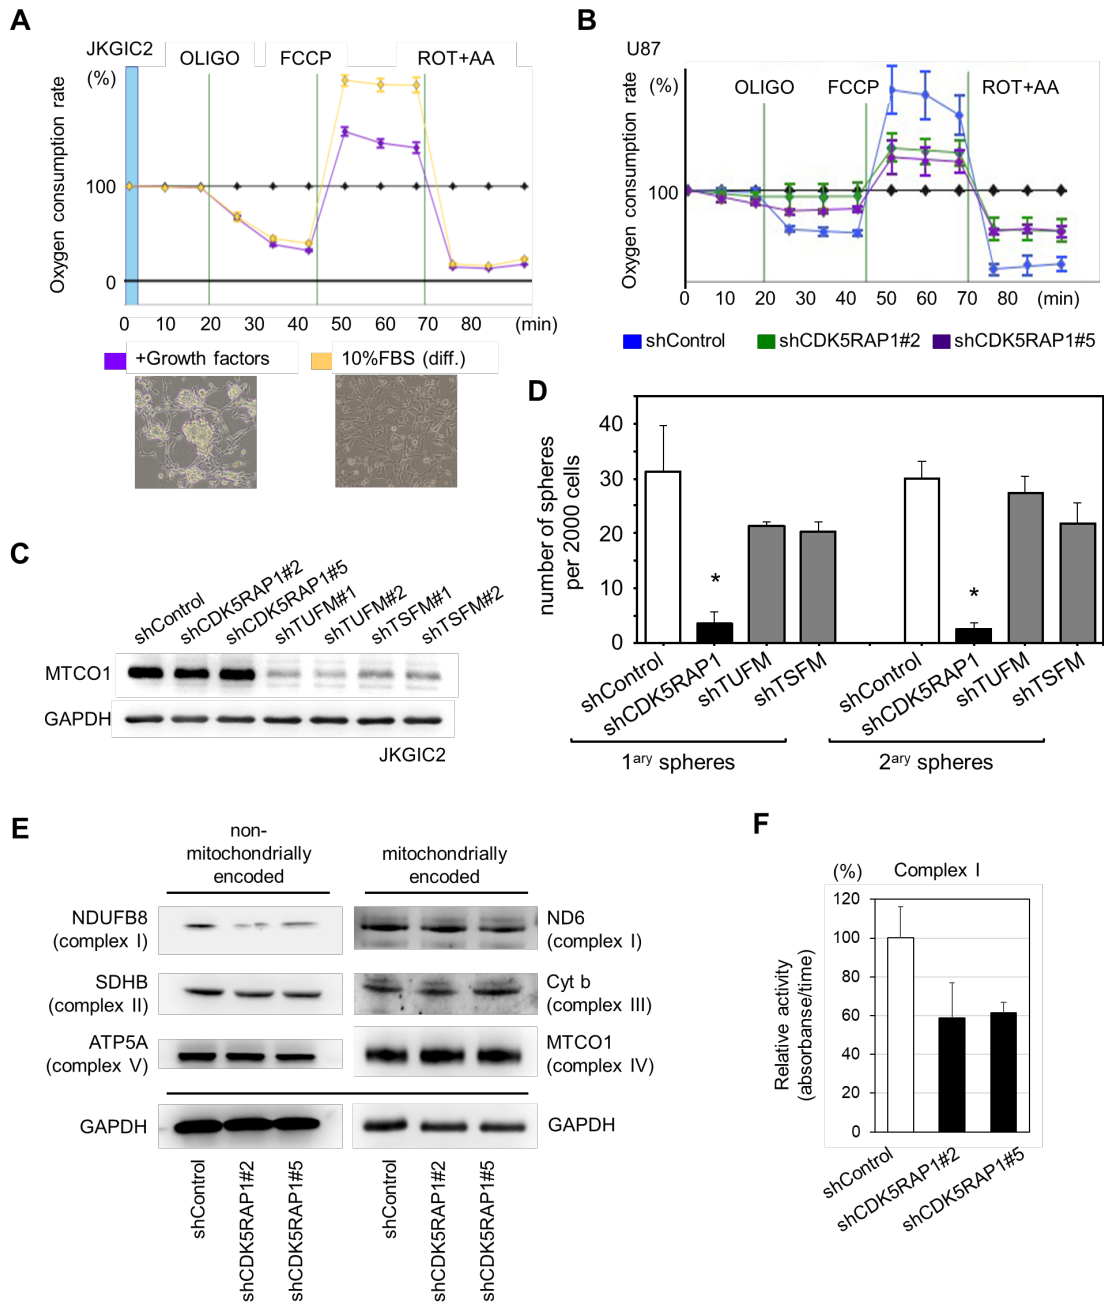 A
JKGIC2
(%)
OLIGO
FCCP
ROT+AA
Oxygen consumption rate
100
0
0 10 20 30 40 50 60 70 80 (min)
+Growth factors
10%FBS (diff.)
B
U87
(%)
OLIGO
FCCP
ROT+AA
Oxygen consumption rate
100
0 10 20 20 40 50 60 70 80 (min)
shControl
shCDK5RAP1#2
shCDK5RAP1#5
C
shControl
shCDK5RAP1#2
shCDK5RAP1#5
shTUFM#1
shTUFM#2
shTSFM#1
shTSFM#2
MTCO1
GAPDH
JKGIC2
D
number of spheres
per 2000 cells
40
30
20
10
0
*
*
shControl
shCDK5RAP1
shTUFM
shTSFM
shControl
shCDK5RAP1
shTUFM
shTSFM
1ary spheres
2ary spheres
E
non-
mitochondrially
encoded
mitochondrially
encoded
NDUFB8
(complex I)
ND6
(complex I)
SDHB
(complex II)
Cyt b
(complex III)
ATP5A
(complex V)
MTCO1
(complex IV)
GAPDH
GAPDH
shControl
shCDK5RAP1#2
shCDK5RAP1#5
shControl
shCDK5RAP1#2
shCDK5RAP1#5
F
(%)
Complex I
Relative activity
(absorbanse/time)
120
100
80
60
40
20
0
shControl
shCDK5RAP1#2
shCDK5RAP1#5